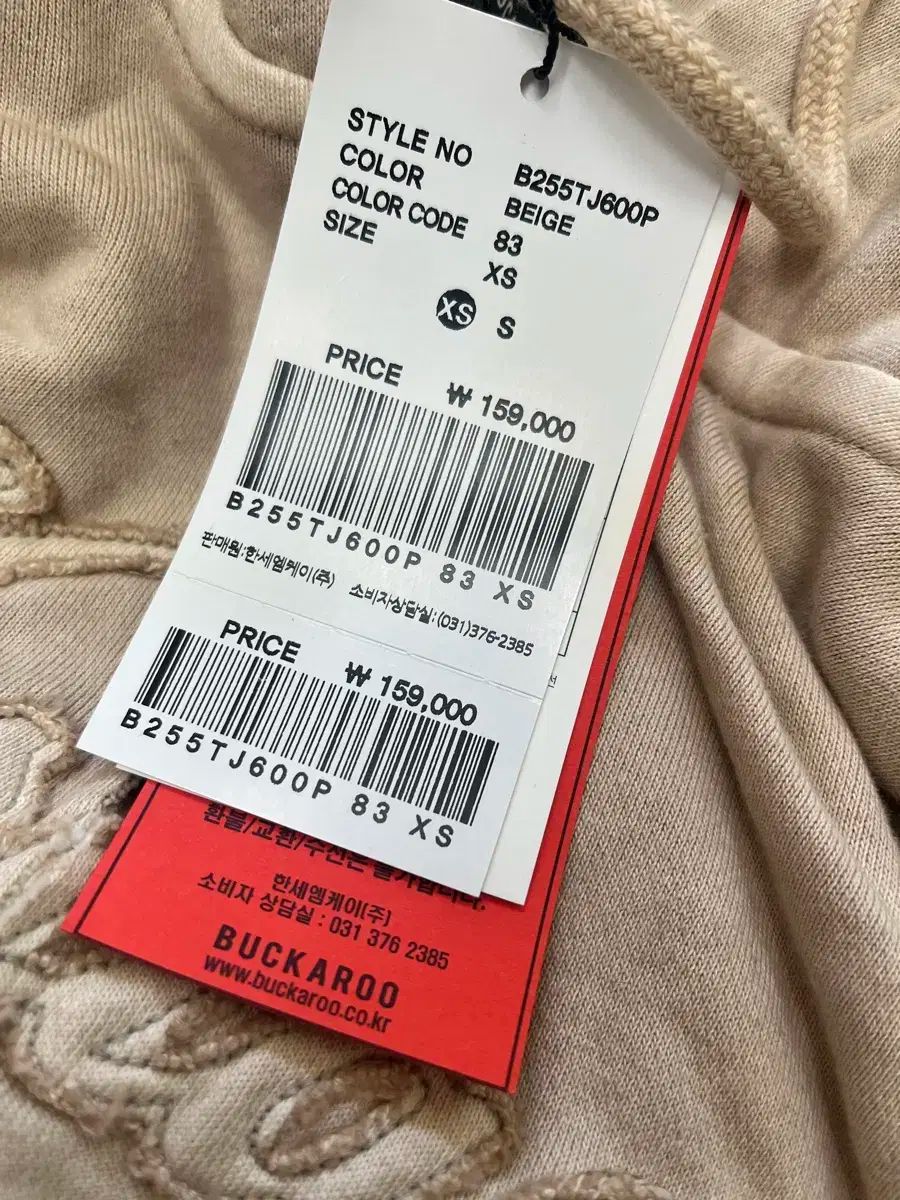 STYLE NO B255TJ600P
COLOR BEIGE
COLOR CODE 83
SIZE XS
XS S
PRICE ₩ 159,000
B255TJ600P 83 XS
판매원:한세엠케이(주) 소비자상담실:(031)376-2385
PRICE ₩ 159,000
B255TJ600P 83 XS
환불/교환/수선은 불가합니다.
한세엠케이(주)
소비자 상담실 : 031 376 2385
BUCKAROO
www.buckaroo.co.kr